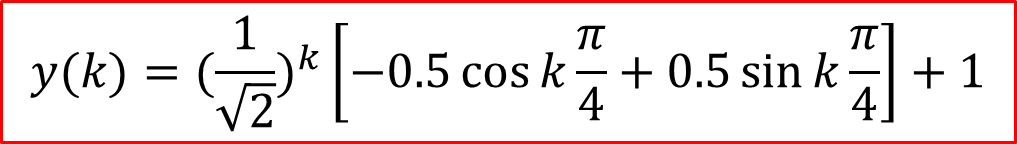 y(k) = (1/√2)^k [−0.5 cos k π/4 + 0.5 sin k π/4] + 1